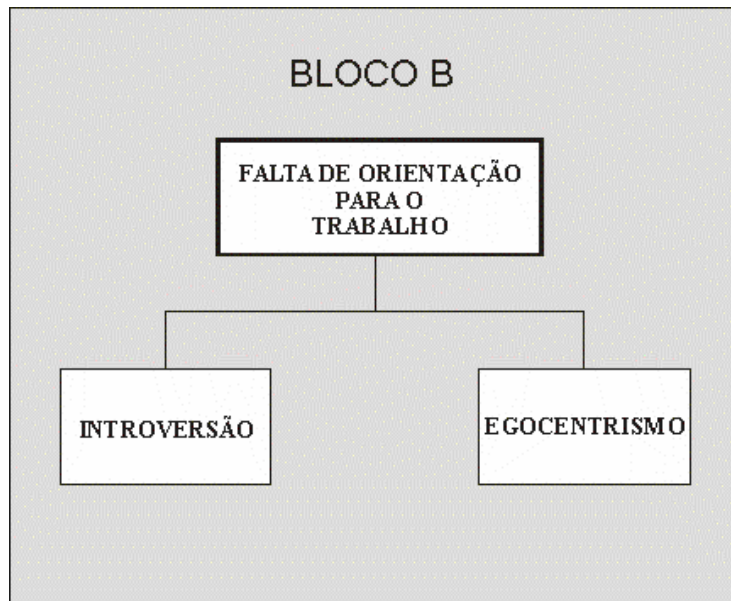 BLOCO B
FALTA DE ORIENTAÇÃO
PARA O
TRABALHO
INTROVERSÃO
EGOCENTRISMO